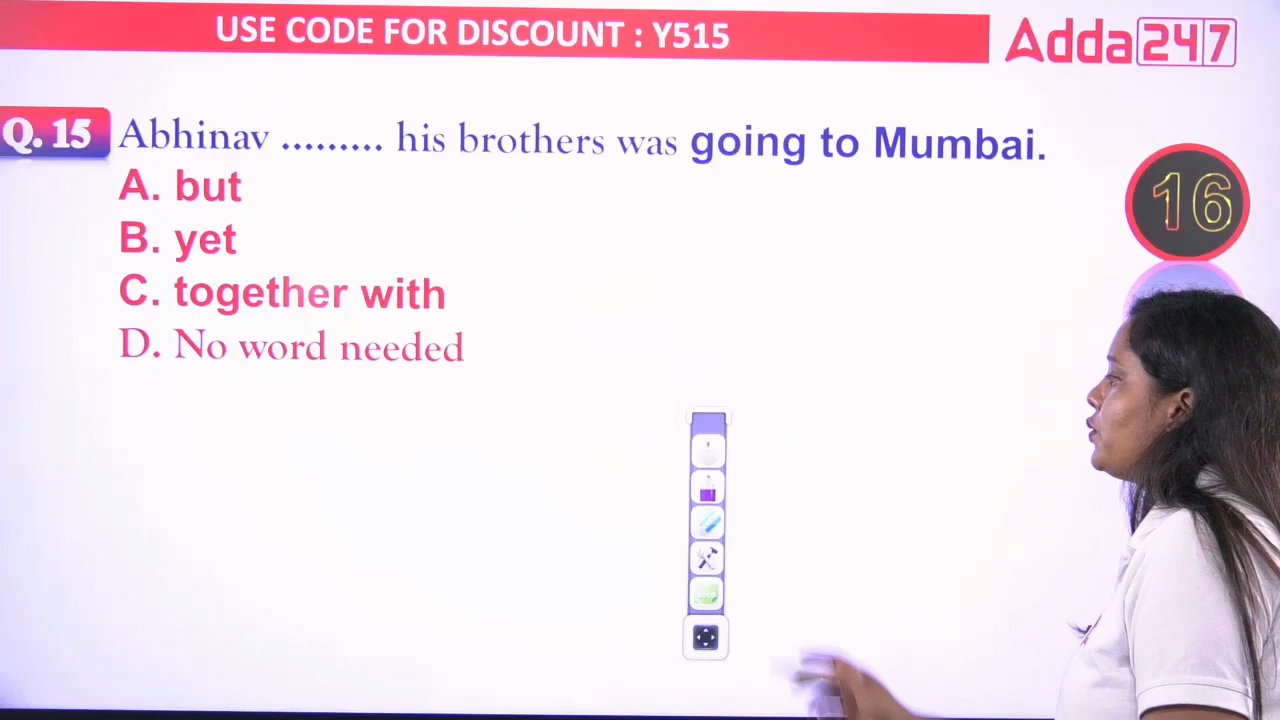 USE CODE FOR DISCOUNT : Y515
Adda247
Q. 15 Abhinav ......... his brothers was going to Mumbai.
16
A. but
B. yet
C. together with
D. No word needed